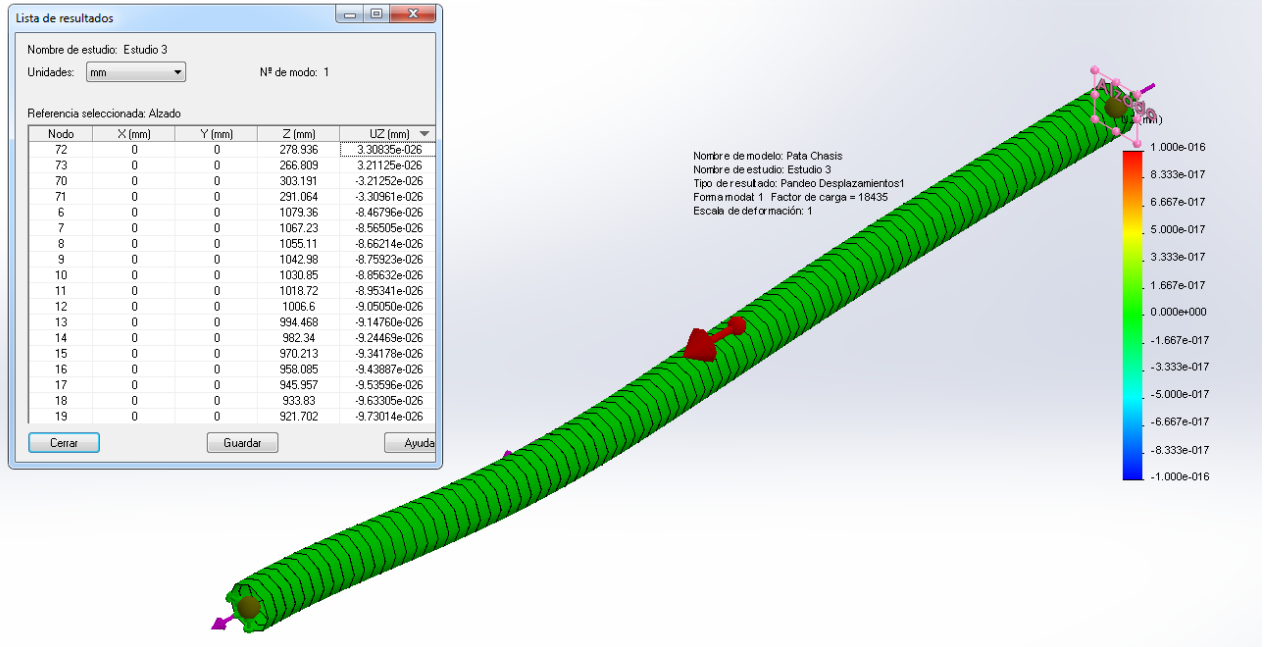 Lista de resultados
Nombre de estudio: Estudio 3
Unidades: mm Nº de modo: 1
Referencia seleccionada: Alzado
Nodo X (mm) Y (mm) Z (mm) UZ (mm)
72 0 0 278.936 3.30835e-026
73 0 0 266.809 3.21125e-026
70 0 0 303.191 -3.21252e-026
71 0 0 291.064 -3.30961e-026
6 0 0 1079.36 -8.46796e-026
7 0 0 1067.23 -8.56505e-026
8 0 0 1055.11 -8.66214e-026
9 0 0 1042.98 -8.75923e-026
10 0 0 1030.85 -8.85632e-026
11 0 0 1018.72 -8.95341e-026
12 0 0 1006.6 -9.05050e-026
13 0 0 994.468 -9.14760e-026
14 0 0 982.34 -9.24469e-026
15 0 0 970.213 -9.34178e-026
16 0 0 958.085 -9.43887e-026
17 0 0 945.957 -9.53596e-026
18 0 0 933.83 -9.63305e-026
19 0 0 921.702 -9.73014e-026
Cerrar Guardar Ayuda
Nombre de modelo: Pata Chasis
Nombre de estudio: Estudio 3
Tipo de resultado: Pandeo Desplazamientos1
Forma modal: 1 Factor de carga = 18435
Escala de deformación: 1
Alzado
UZ (mm)
1.000e-016
8.333e-017
6.667e-017
5.000e-017
3.333e-017
1.667e-017
0.000e+000
-1.667e-017
-3.333e-017
-5.000e-017
-6.667e-017
-8.333e-017
-1.000e-016